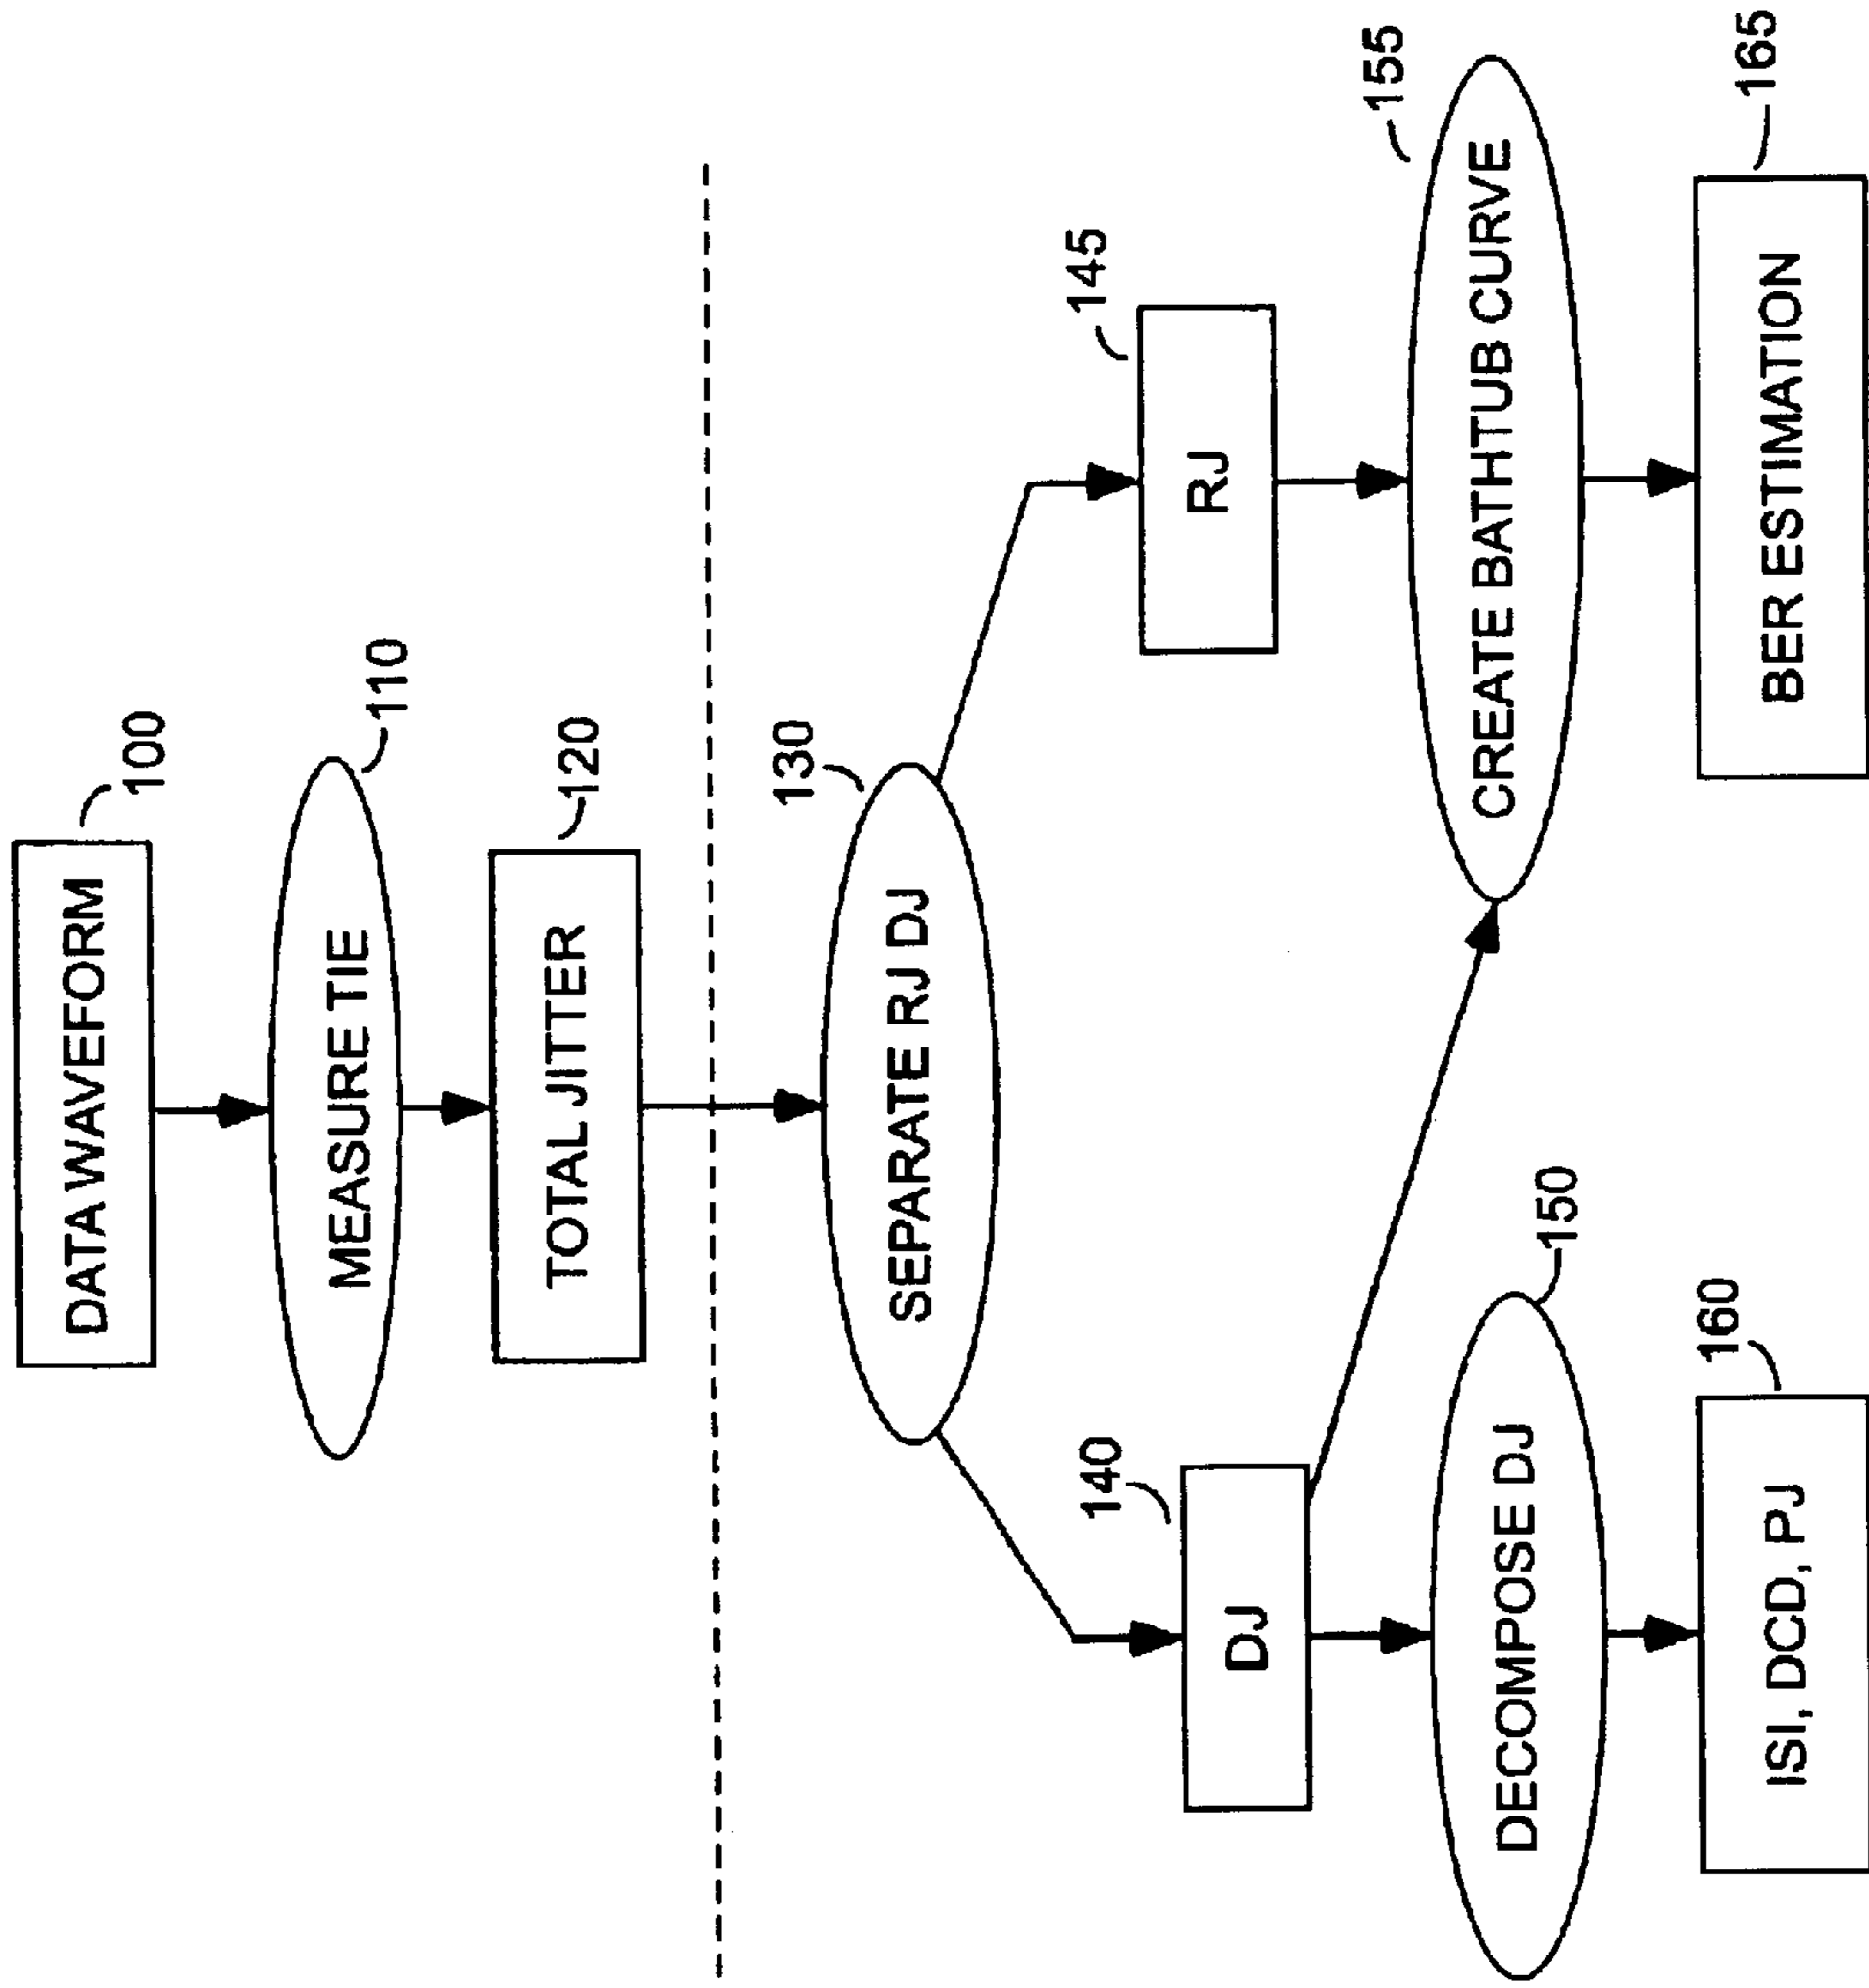 DATA WAVEFORM
100
MEASURE TIE
110
TOTAL JITTER
120
SEPARATE RJ DJ
130
DJ
140
RJ
145
DECOMPOSE DJ
150
CREATE BATHTUB CURVE
155
ISI, DCD, PJ
160
BER ESTIMATION
165